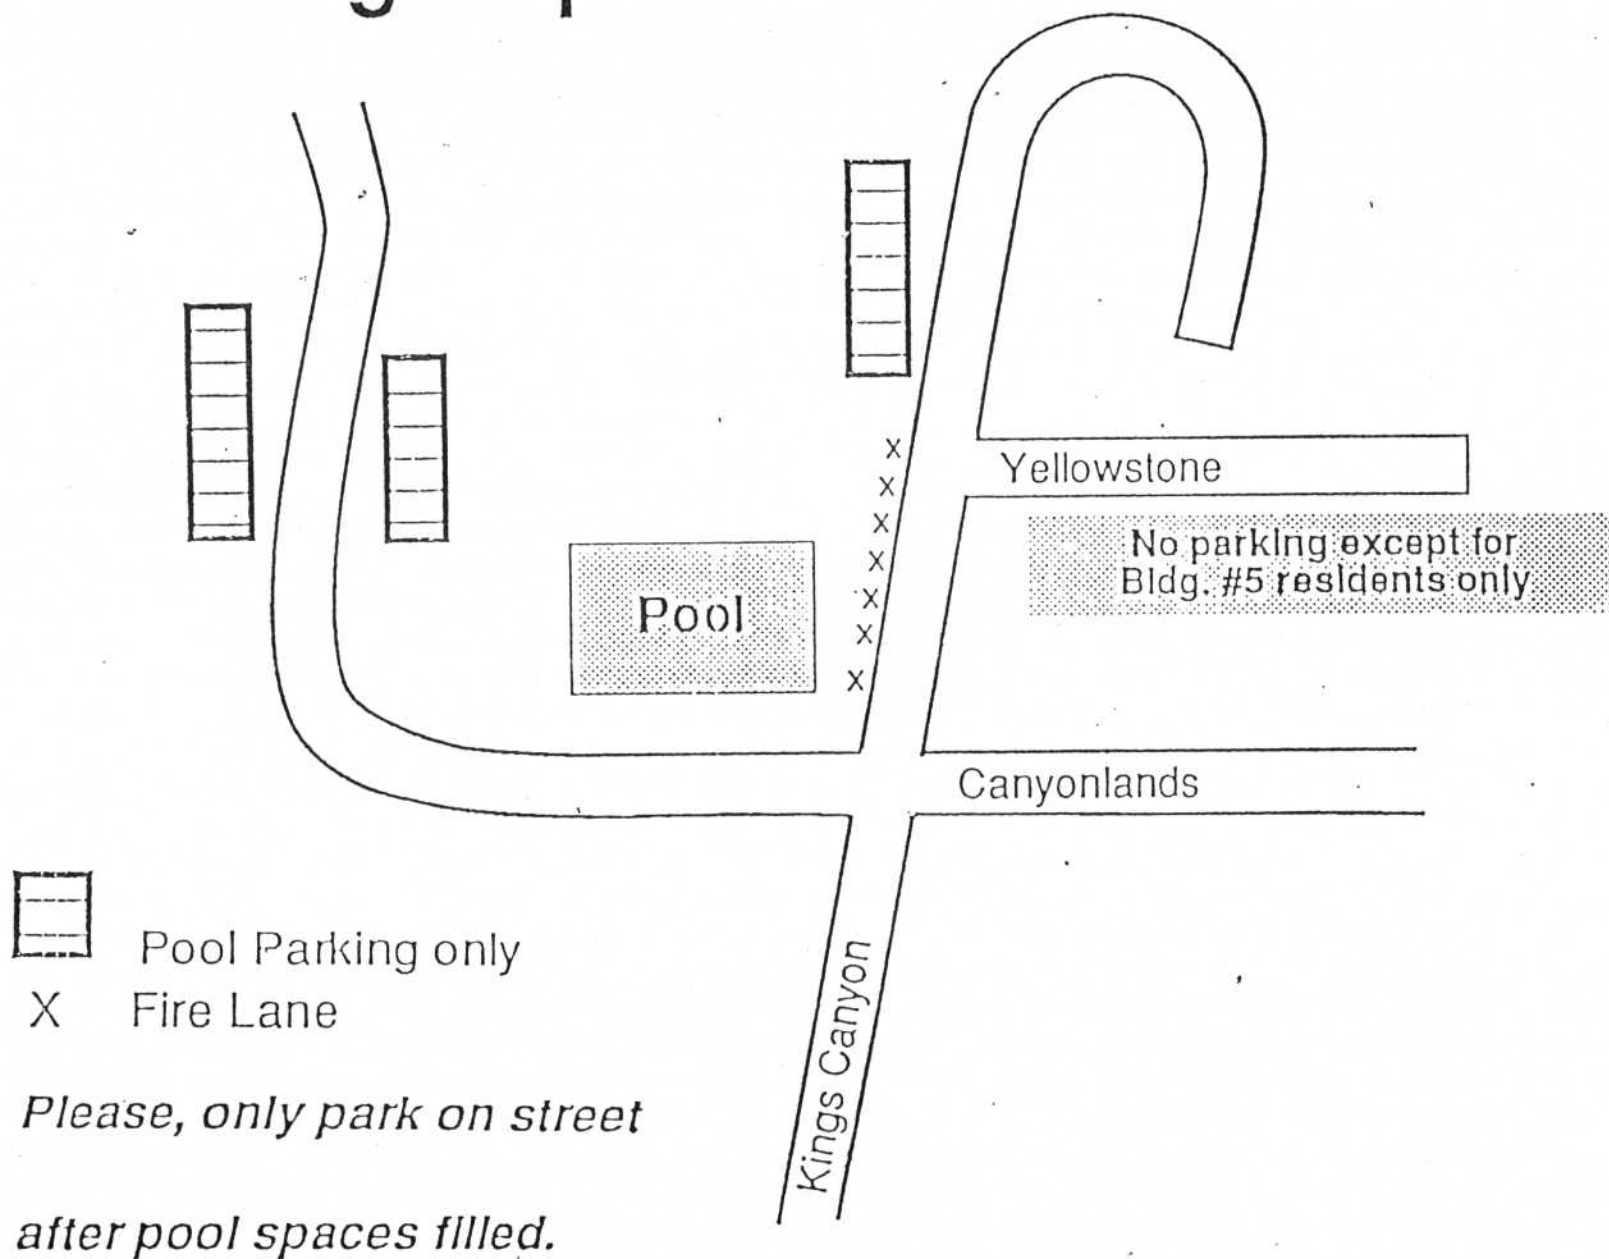 Yellowstone
No parking except for
Bldg. #5 residents only
Pool
X
X
X
X
X
X
X
Canyonlands
Kings Canyon
Pool Parking only
X Fire Lane
Please, only park on street
after pool spaces filled.